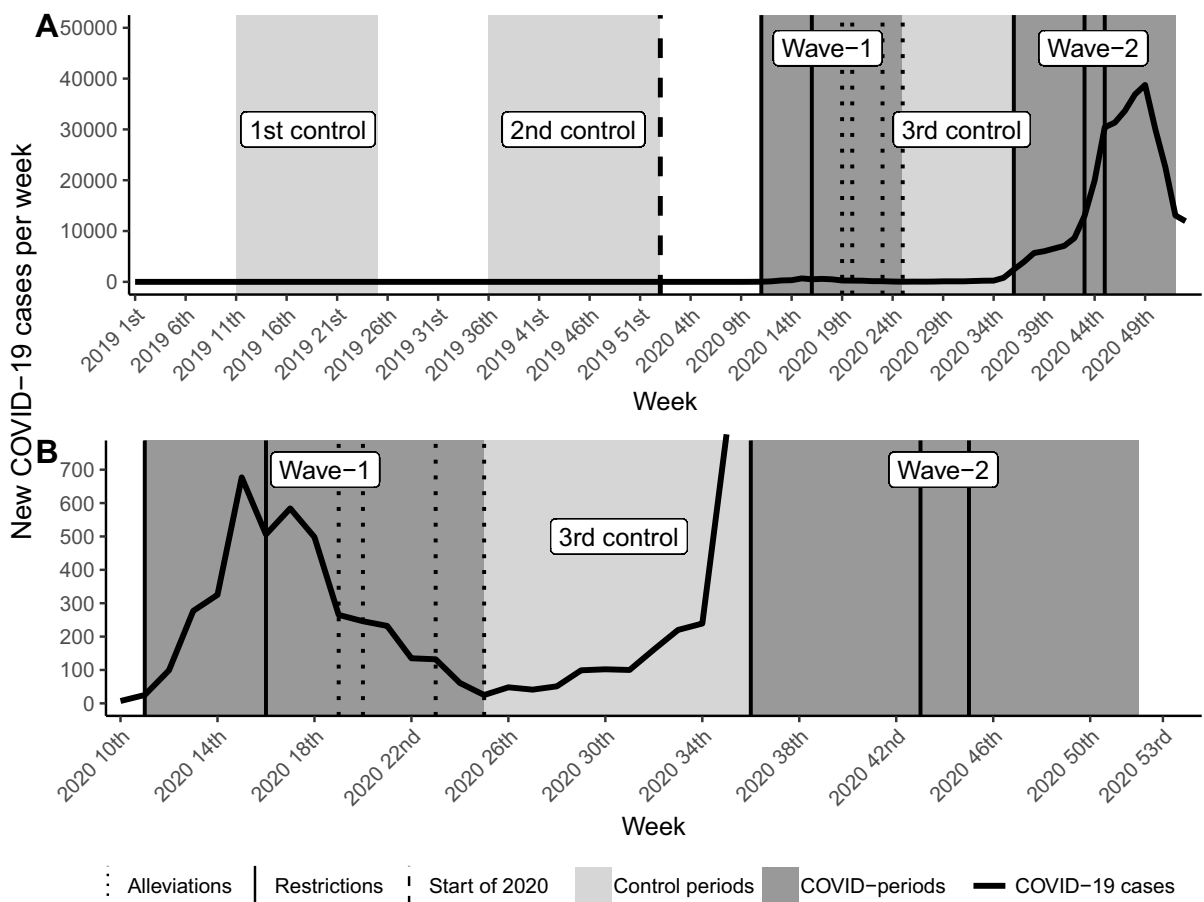 A
New COVID−19 cases per week
50000
40000
30000
20000
10000
0
Wave−1
Wave−2
1st control
2nd control
3rd control
2019 1st
2019 6th
2019 11th
2019 16th
2019 21st
2019 26th
2019 31st
2019 36th
2019 41st
2019 46th
2019 51st
2020 4th
2020 9th
2020 14th
2020 19th
2020 24th
2020 29th
2020 34th
2020 39th
2020 44th
2020 49th
Week
B
700
600
500
400
300
200
100
0
Wave−1
Wave−2
3rd control
2020 10th
2020 14th
2020 18th
2020 22nd
2020 26th
2020 30th
2020 34th
2020 38th
2020 42nd
2020 46th
2020 50th
2020 53rd
Week
Alleviations
Restrictions
Start of 2020
Control periods
COVID−periods
COVID−19 cases